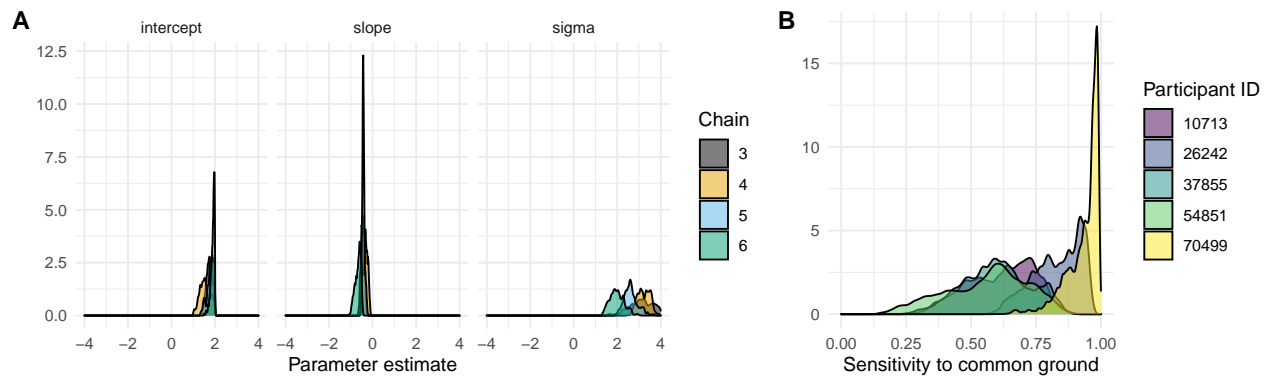 A
intercept slope sigma
12.5
10.0
7.5
5.0
2.5
0.0
−4 −2 0 2 4 −4 −2 0 2 4 −4 −2 0 2 4
Parameter estimate
Chain
3
4
5
6
B
15
10
5
0
0.00 0.25 0.50 0.75 1.00
Sensitivity to common ground
Participant ID
10713
26242
37855
54851
70499